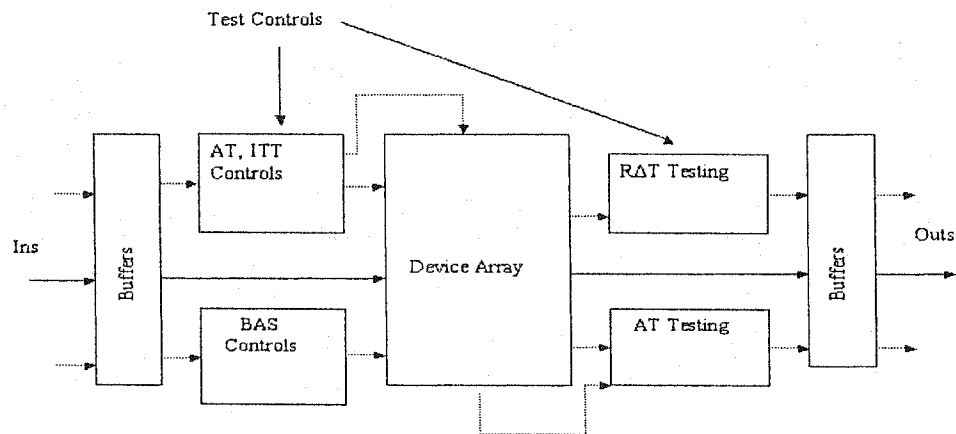 Test Controls
AT, ITT
Controls
RΔT Testing
Ins
Buffers
Device Array
Buffers
Outs
BAS
Controls
AT Testing